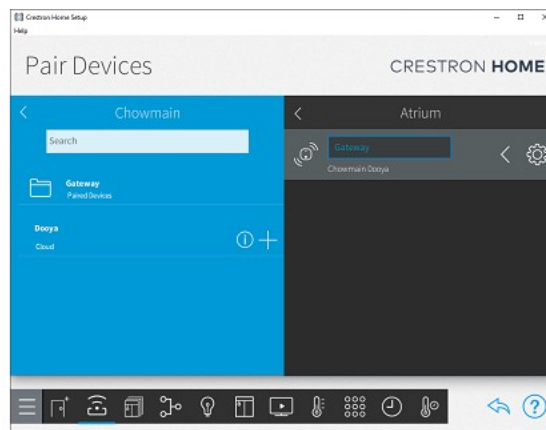 Crestron Home Setup
Help
Pair Devices
CRESTRON HOME
Chowmain
Search
Gateway
Paired Devices
Dooya
Cloud
Atrium
Gateway
Chowmain Dooya